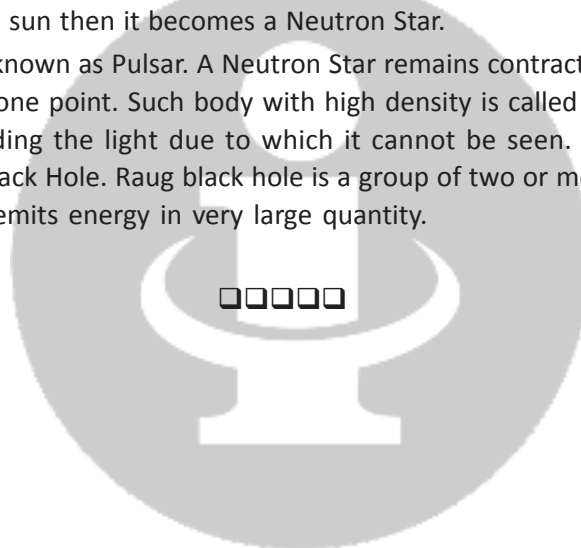 sun then it becomes a Neutron Star.
known as Pulsar. A Neutron Star remains contract
one point. Such body with high density is called
ding the light due to which it cannot be seen.
ack Hole. Raug black hole is a group of two or m
emits energy in very large quantity.
❑❑❑❑❑